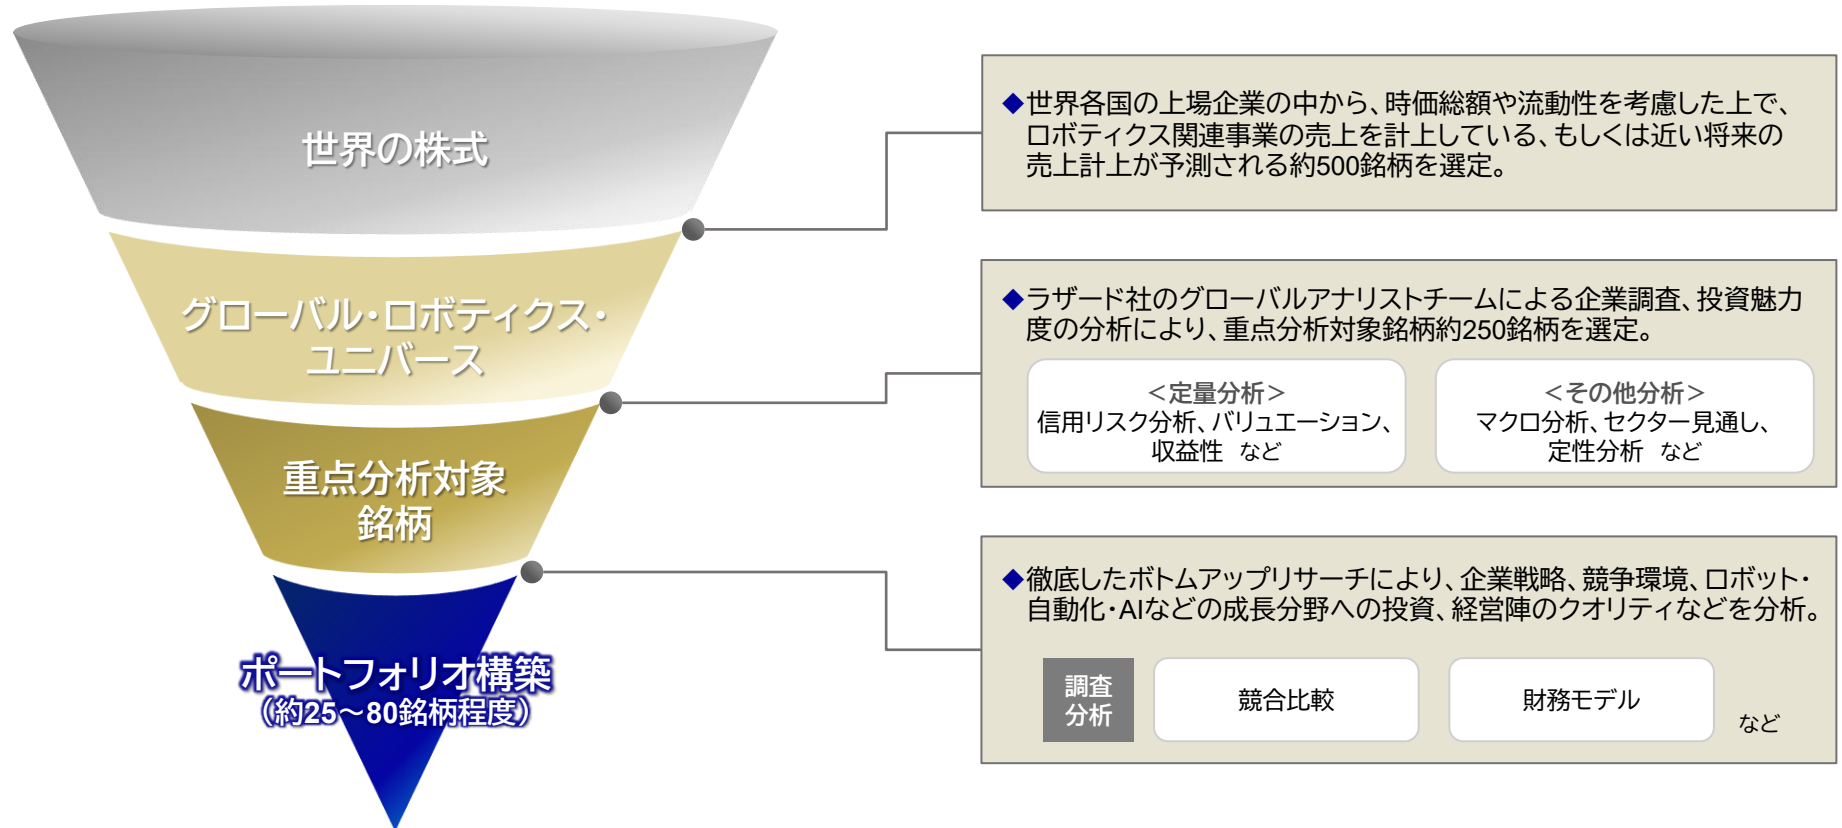 世界の株式
グローバル・ロボティクス・
ユニバース
重点分析対象
銘柄
ポートフォリオ構築
（約25～80銘柄程度）
◆世界各国の上場企業の中から、時価総額や流動性を考慮した上で、
ロボティクス関連事業の売上を計上している、もしくは近い将来の
売上計上が予測される約500銘柄を選定。
◆ラザード社のグローバルアナリストチームによる企業調査、投資魅力
度の分析により、重点分析対象銘柄約250銘柄を選定。
＜定量分析＞
信用リスク分析、バリュエーション、
収益性　など
＜その他分析＞
マクロ分析、セクター見通し、
定性分析　など
◆徹底したボトムアップリサーチにより、企業戦略、競争環境、ロボット・
自動化・AIなどの成長分野への投資、経営陣のクオリティなどを分析。
調査
分析
競合比較
財務モデル
など